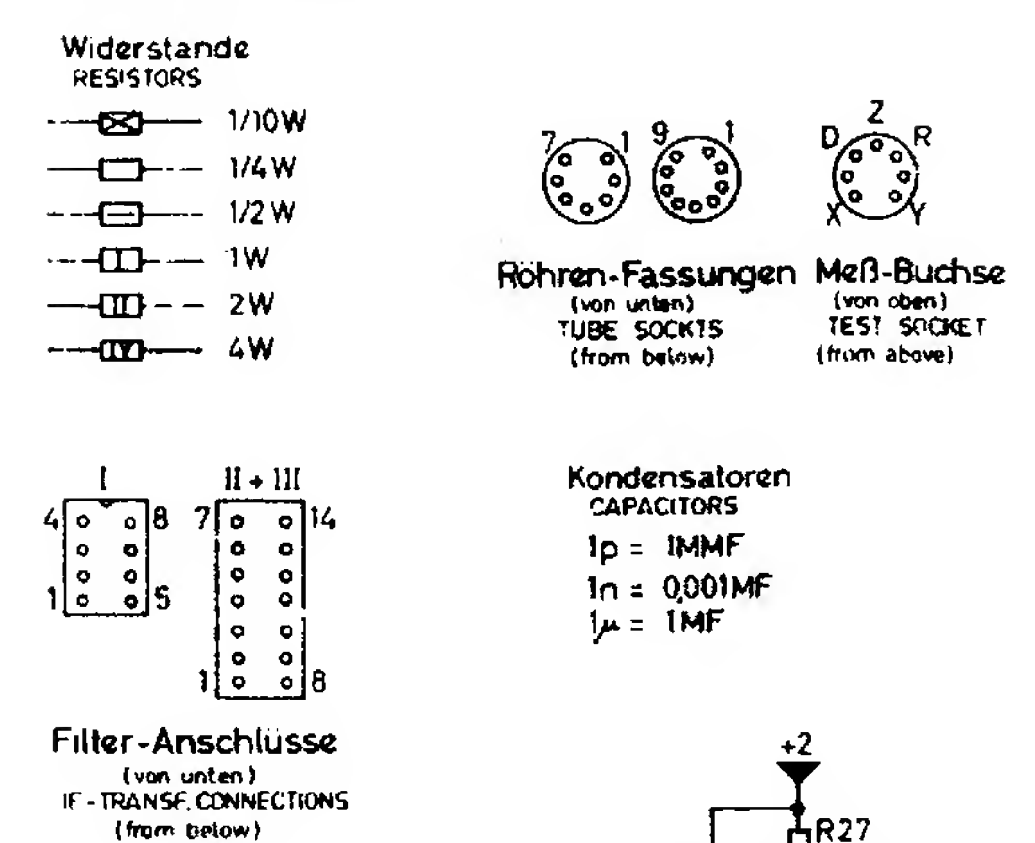 Widerstande
RESISTORS
1/10W
1/4W
1/2W
1W
2W
4W
7 1
9 1
D Z R
X Y
Röhren-Fassungen
(von unten)
TUBE SOCKTS
(from below)
Meß-Buchse
(von oben)
TEST SOCKET
(from above)
I
4 8
1 5
II + III
7 14
1 8
Filter-Anschlüsse
(von unten)
IF - TRANSF. CONNECTIONS
(from below)
Kondensatoren
CAPACITORS
1p = 1MMF
1n = 0,001MF
1µ = 1MF
+2
R27